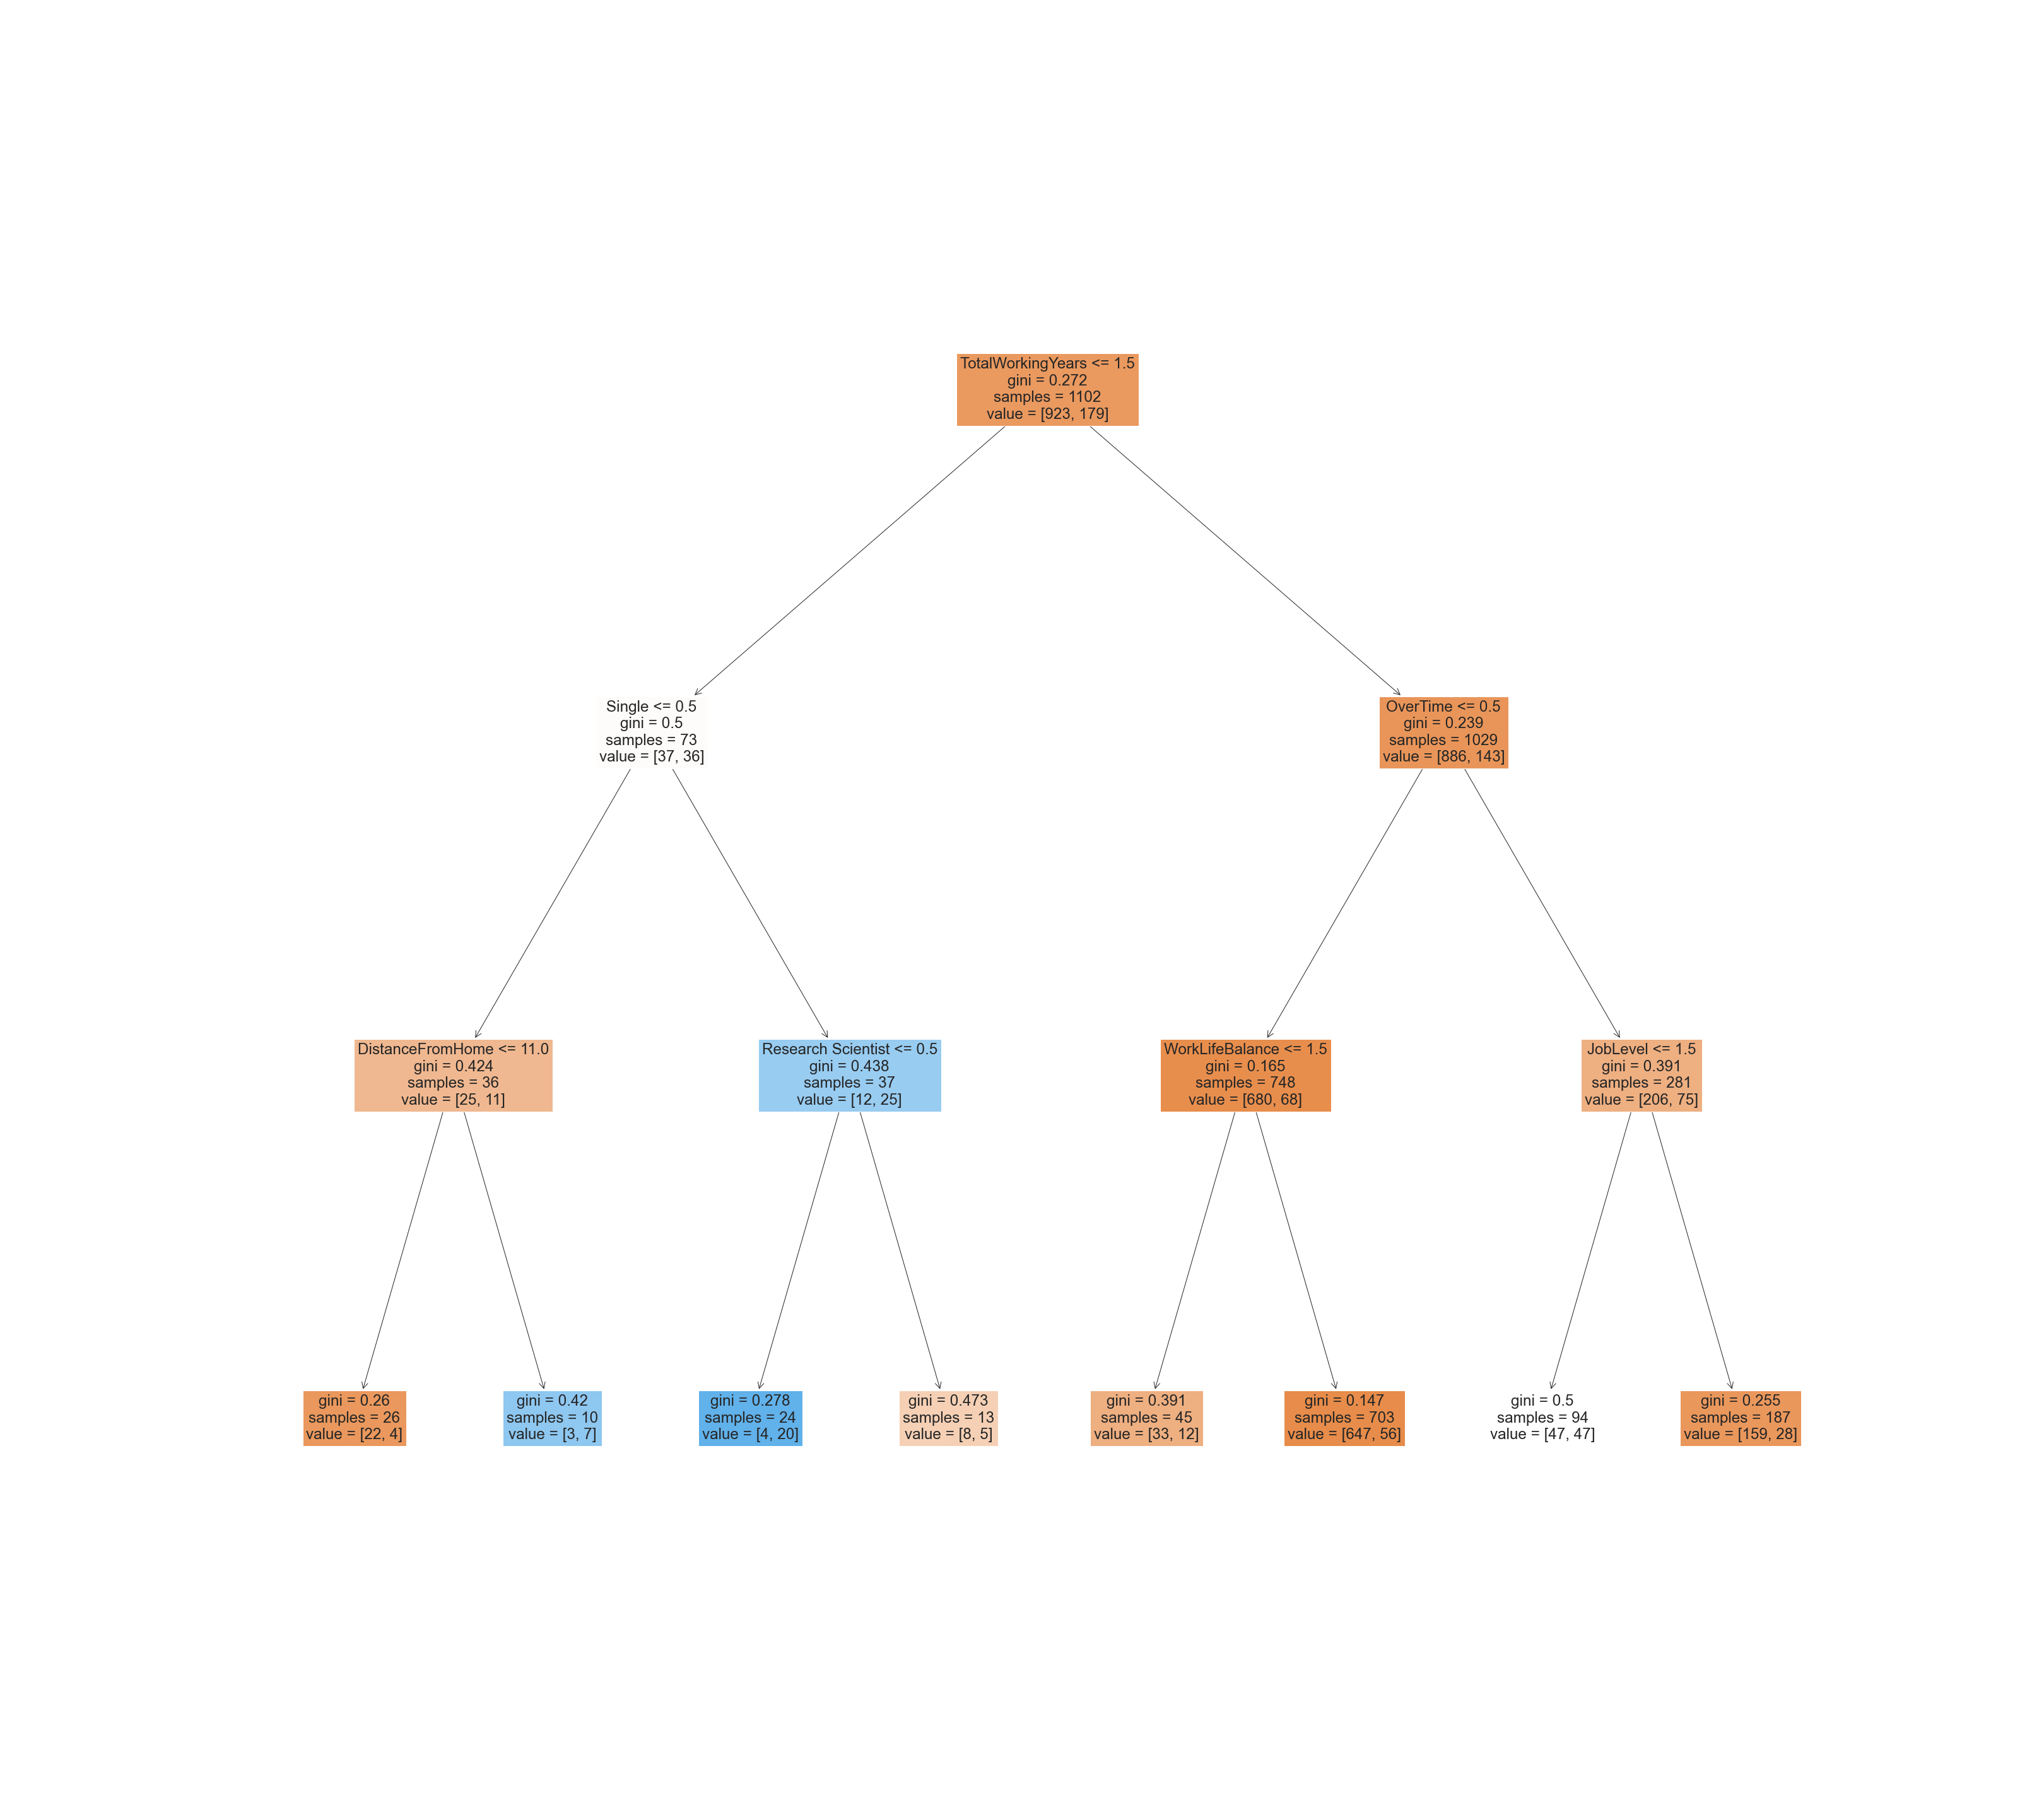 TotalWorkingYears <= 1.5
gini = 0.272
samples = 1102
value = [923, 179]
Single <= 0.5
gini = 0.5
samples = 73
value = [37, 36]
OverTime <= 0.5
gini = 0.239
samples = 1029
value = [886, 143]
DistanceFromHome <= 11.0
gini = 0.424
samples = 36
value = [25, 11]
Research Scientist <= 0.5
gini = 0.438
samples = 37
value = [12, 25]
WorkLifeBalance <= 1.5
gini = 0.165
samples = 748
value = [680, 68]
JobLevel <= 1.5
gini = 0.391
samples = 281
value = [206, 75]
gini = 0.26
samples = 26
value = [22, 4]
gini = 0.42
samples = 10
value = [3, 7]
gini = 0.278
samples = 24
value = [4, 20]
gini = 0.473
samples = 13
value = [8, 5]
gini = 0.391
samples = 45
value = [33, 12]
gini = 0.147
samples = 703
value = [647, 56]
gini = 0.5
samples = 94
value = [47, 47]
gini = 0.255
samples = 187
value = [159, 28]